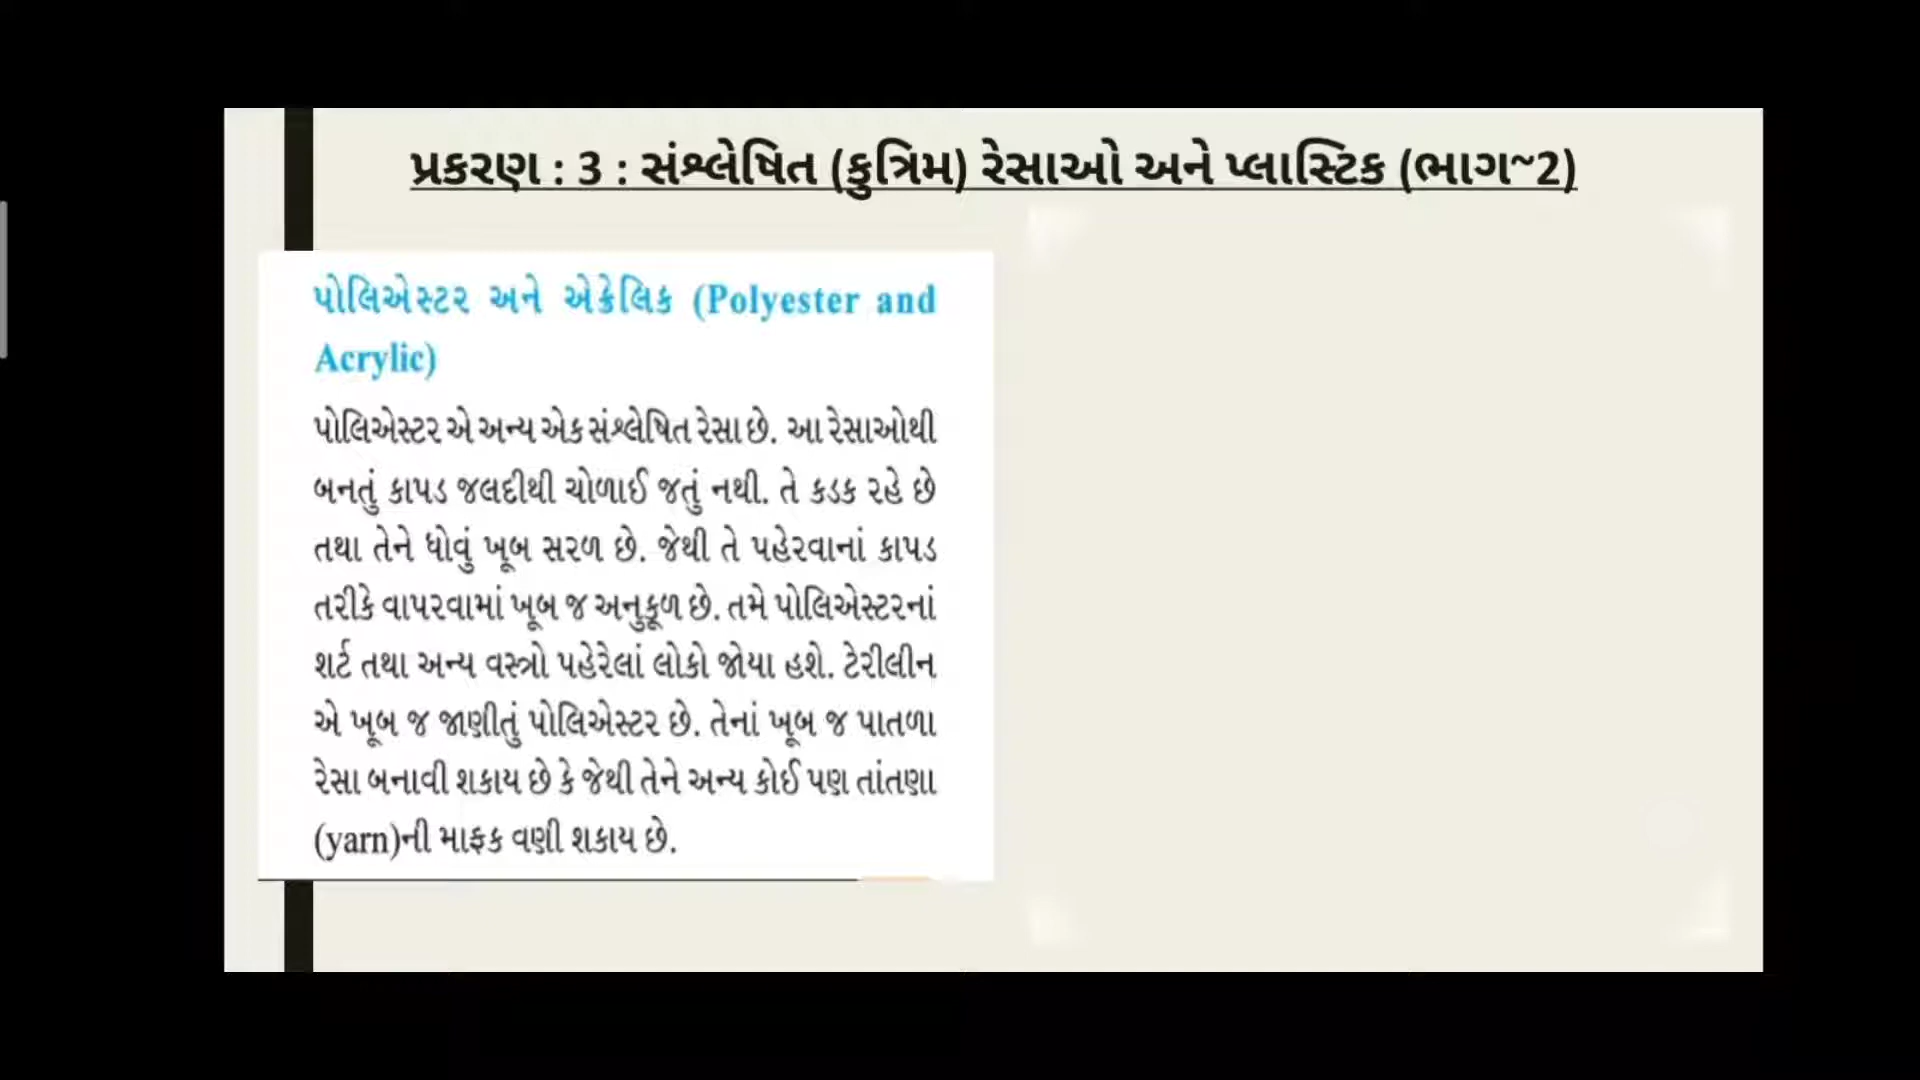 પ્રકરણ : 3 : સંશ્લેષિત (કુત્રિમ) રેસાઓ અને પ્લાસ્ટિક (ભાગ~2)
પોલિએસ્ટર અને એક્રેલિક (Polyester and
Acrylic)
પોલિએસ્ટર એ અન્ય એક સંશ્લેષિત રેસા છે. આ રેસાઓથી
બનતું કાપડ જલદીથી ચોળાઈ જતું નથી. તે કડક રહે છે
તથા તેને ધોવું ખૂબ સરળ છે. જેથી તે પહેરવાનાં કાપડ
તરીકે વાપરવામાં ખૂબ જ અનુકૂળ છે. તમે પોલિએસ્ટરનાં
શર્ટ તથા અન્ય વસ્ત્રો પહેરેલાં લોકો જોયા હશે. ટેરીલીન
એ ખૂબ જ જાણીતું પોલિએસ્ટર છે. તેનાં ખૂબ જ પાતળા
રેસા બનાવી શકાય છે કે જેથી તેને અન્ય કોઈ પણ તાંતણા
(yarn)ની માફક વણી શકાય છે.